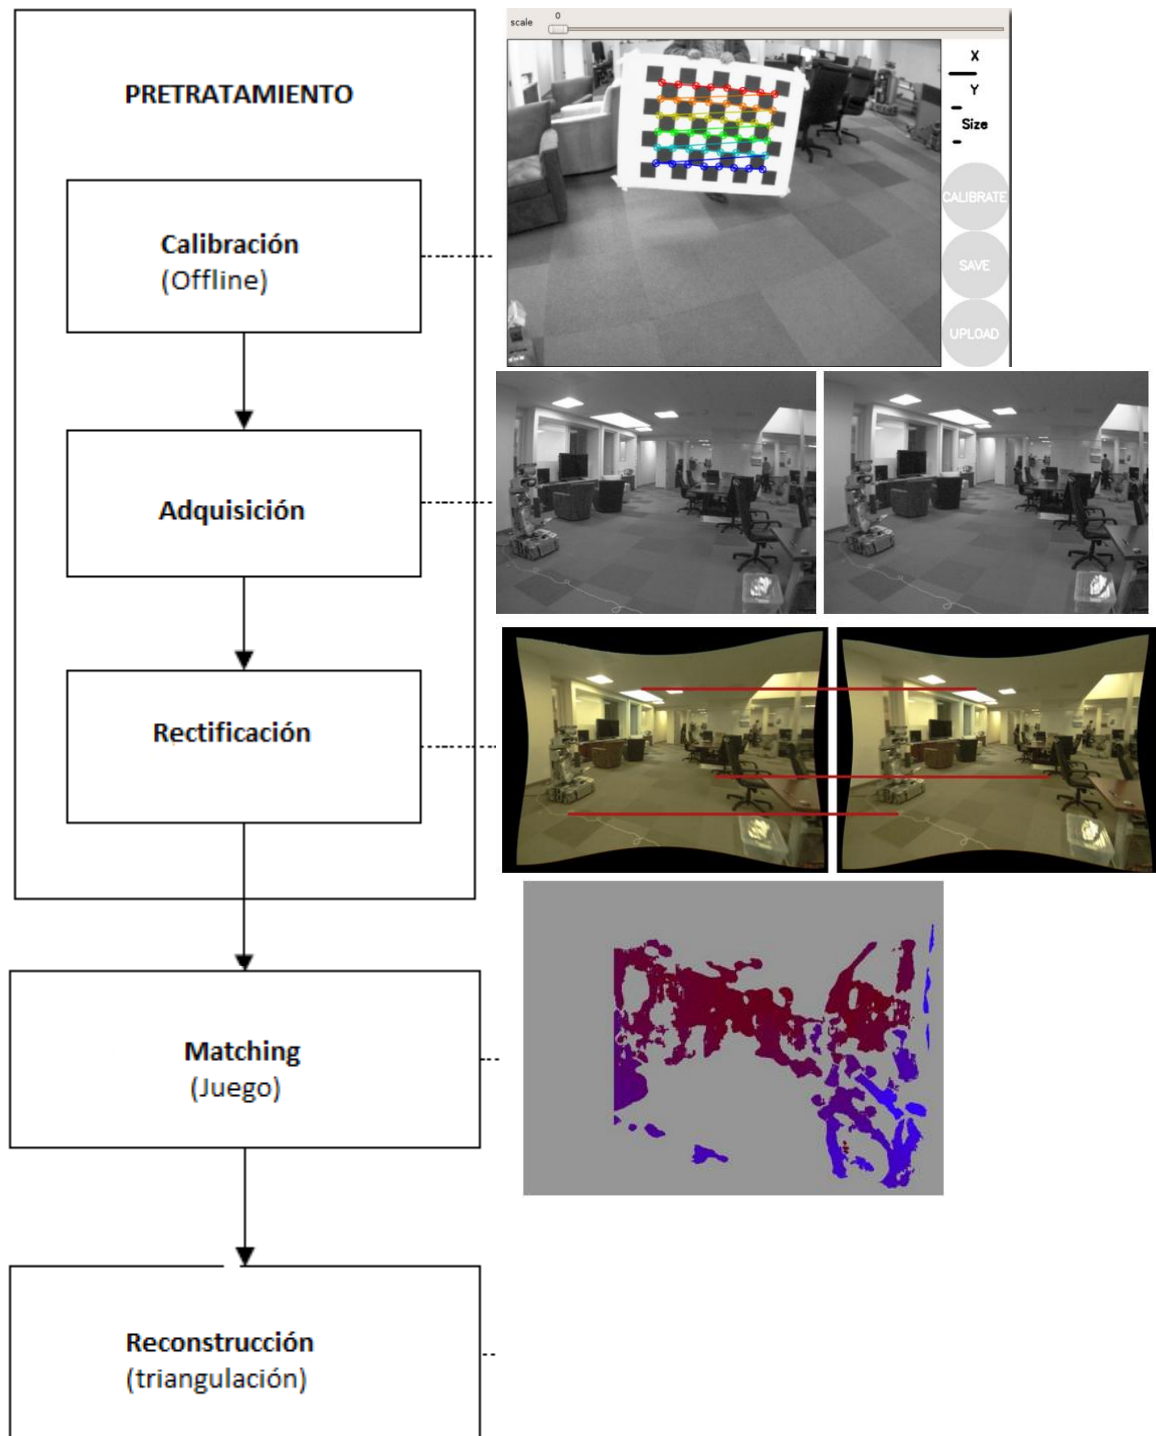 PRETRATAMIENTO
Calibración
(Offline)
scale
0
X
Y
Size
CALIBRATE
SAVE
UPLOAD
Adquisición
Rectificación
Matching
(Juego)
Reconstrucción
(triangulación)